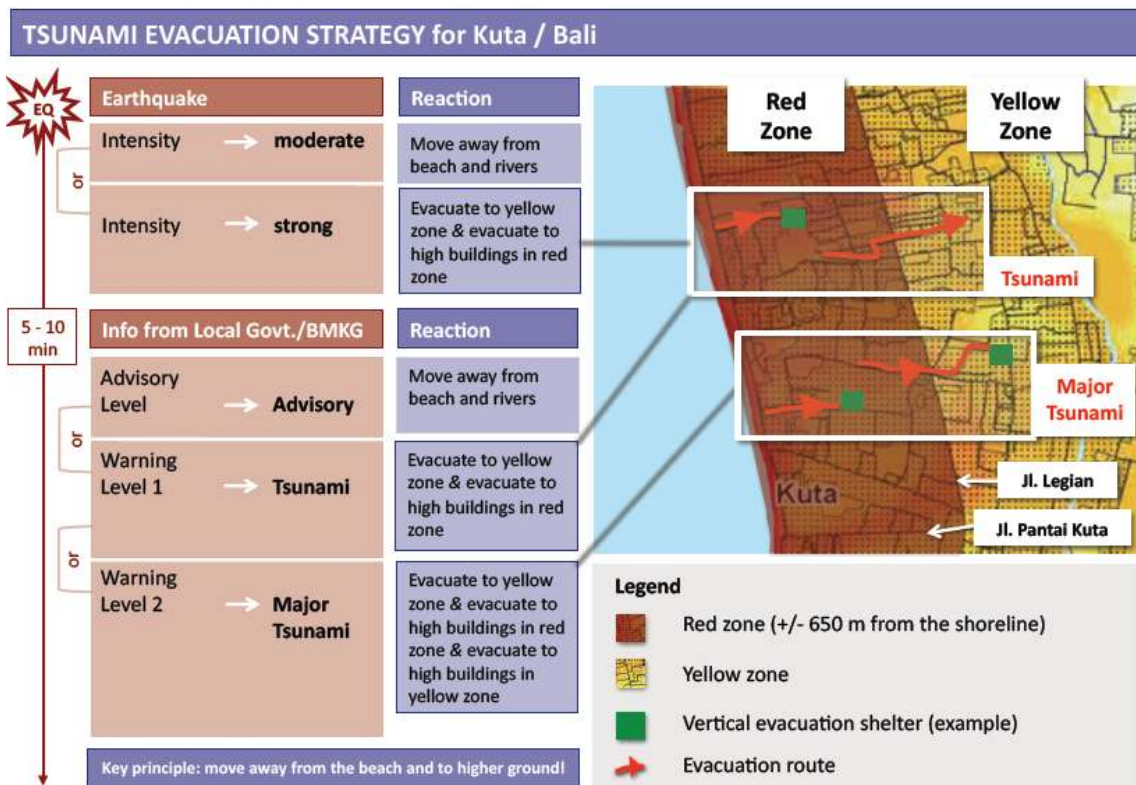 TSUNAMI EVACUATION STRATEGY for Kuta / Bali
EQ
Earthquake
Reaction
Intensity → moderate
Move away from
beach and rivers
or
Intensity → strong
Evacuate to yellow
zone & evacuate to
high buildings in red
zone
5 - 10
min
Info from Local Govt./BMKG
Reaction
Advisory
Level → Advisory
Move away from
beach and rivers
or
Warning
Level 1 → Tsunami
Evacuate to yellow
zone & evacuate to
high buildings in red
zone
or
Warning
Level 2 → Major
Tsunami
Evacuate to yellow
zone & evacuate to
high buildings in red
zone & evacuate to
high buildings in
yellow zone
Key principle: move away from the beach and to higher ground!
Red
Zone
Yellow
Zone
Tsunami
Major
Tsunami
Kuta
Jl. Legian
Jl. Pantai Kuta
Legend
Red zone (+/- 650 m from the shoreline)
Yellow zone
Vertical evacuation shelter (example)
Evacuation route